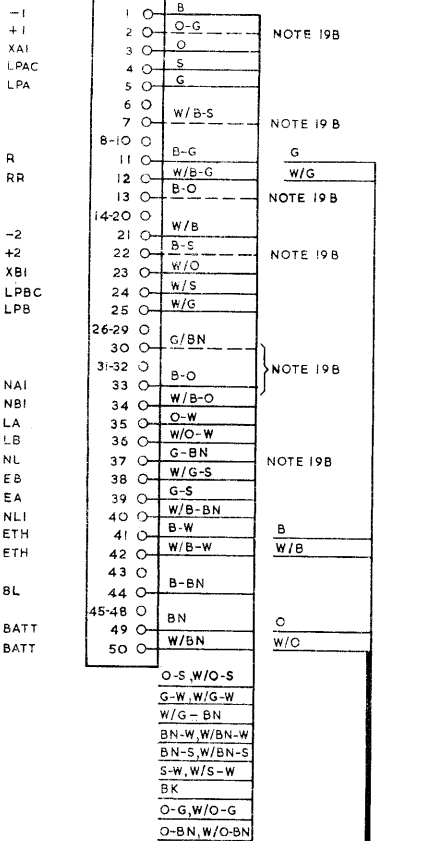 -1 1 B
+1 2 O-G NOTE 19B
XA1 3 O
LPAC 4 S
LPA 5 G
6
7 W/B-S NOTE 19B
8-10
R 11 B-G G
RR 12 W/B-G W/G
13 B-O NOTE 19B
14-20
-2 21 W/B
+2 22 B-S NOTE 19B
XB1 23 W/O
LPBC 24 W/S
LPB 25 W/G
26-29
30 G/BN
31-32 NOTE 19B
NA1 33 B-O
NB1 34 W/B-O
LA 35 O-W
LB 36 W/O-W
NL 37 G-BN NOTE 19B
EB 38 W/G-S
EA 39 G-S
NL1 40 W/B-BN
ETH 41 B-W B
ETH 42 W/B-W W/B
43
BL 44 B-BN
45-48
BATT 49 BN O
BATT 50 W/BN W/O
O-S,W/O-S
G-W,W/G-W
W/G-BN
BN-W,W/BN-W
BN-S,W/BN-S
S-W,W/S-W
BK
O-G,W/O-G
O-BN,W/O-BN